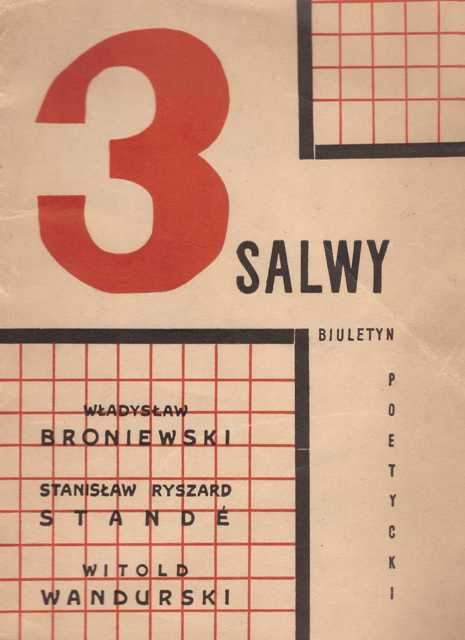 3
SALWY
BIULETYN
POETYCKI
WŁADYSŁAW
BRONIEWSKI
STANISŁAW RYSZARD
STANDÉ
WITOLD
WANDURSKI